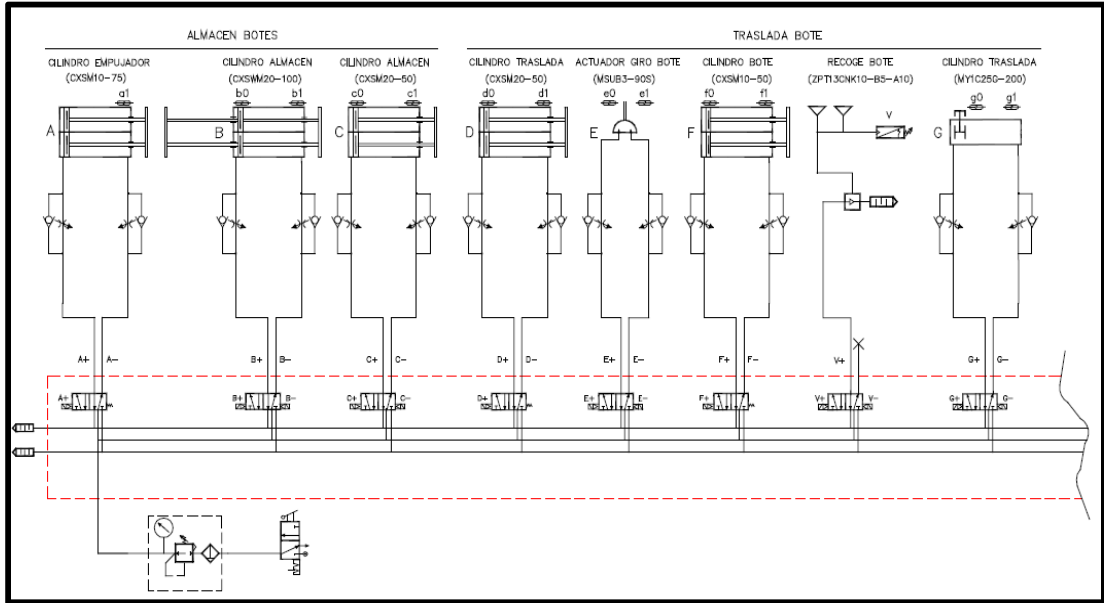 ALMACEN BOTES
TRASLADA BOTE
CILINDRO EMPUJADOR
(CXSM10-75)
CILINDRO ALMACEN
(CXSWM20-100)
CILINDRO ALMACEN
(CXSM20-50)
CILINDRO TRASLADA
(CXSM20-50)
ACTUADOR GIRO BOTE
(MSUB3-90S)
CILINDRO BOTE
(CXSM10-50)
RECOGE BOTE
(ZPT13CNK10-B5-A10)
CILINDRO TRASLADA
(MY1C25G-200)
a1
b0 b1
c0 c1
d0 d1
e0 e1
f0 f1
g0 g1
A
B
C
D
E
F
V
G
A+ A-
B+ B-
C+ C-
D+ D-
E+ E-
F+ F-
V+
G+ G-
A+
B+ B-
D+ C-
D+
E+ E-
F+
V+ V-
G+ G-